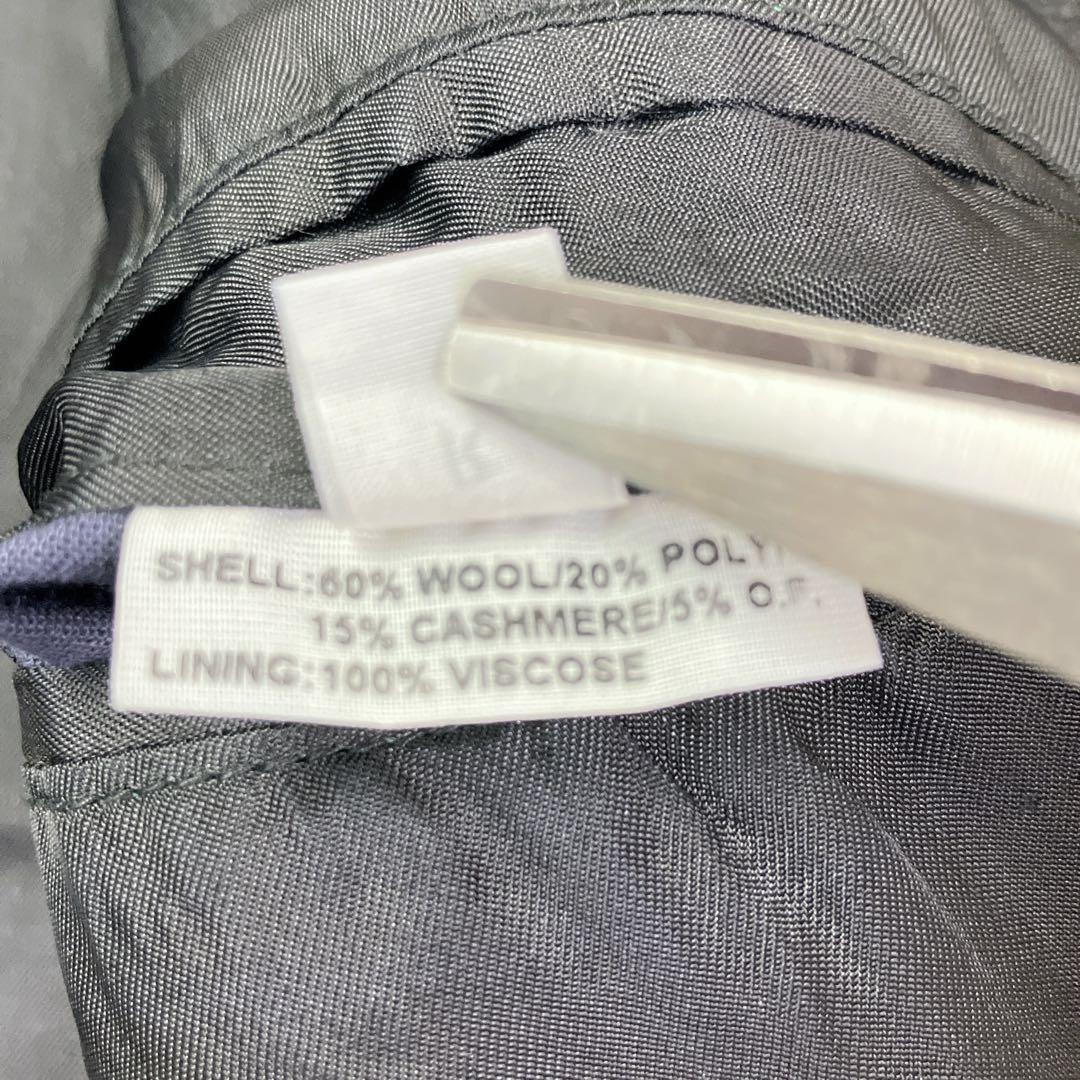 SHELL:60% WOOL/20% POLY
15% CASHMERE/5% O.F.
LINING:100% VISCOSE